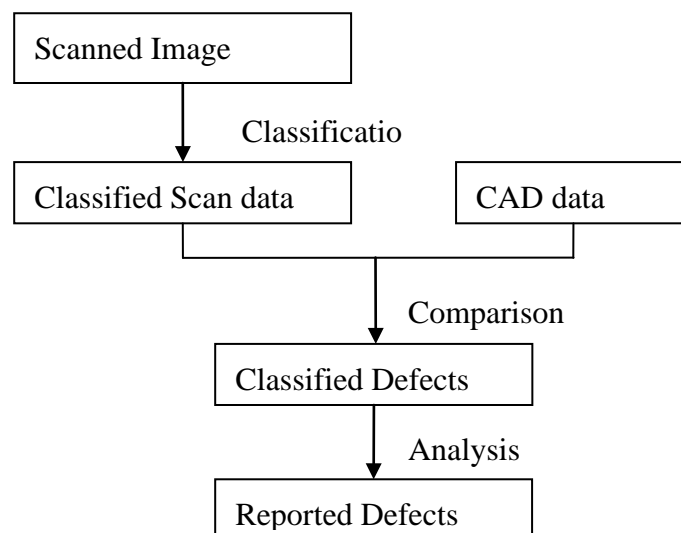 Scanned Image
Classificatio
Classified Scan data
CAD data
Comparison
Classified Defects
Analysis
Reported Defects